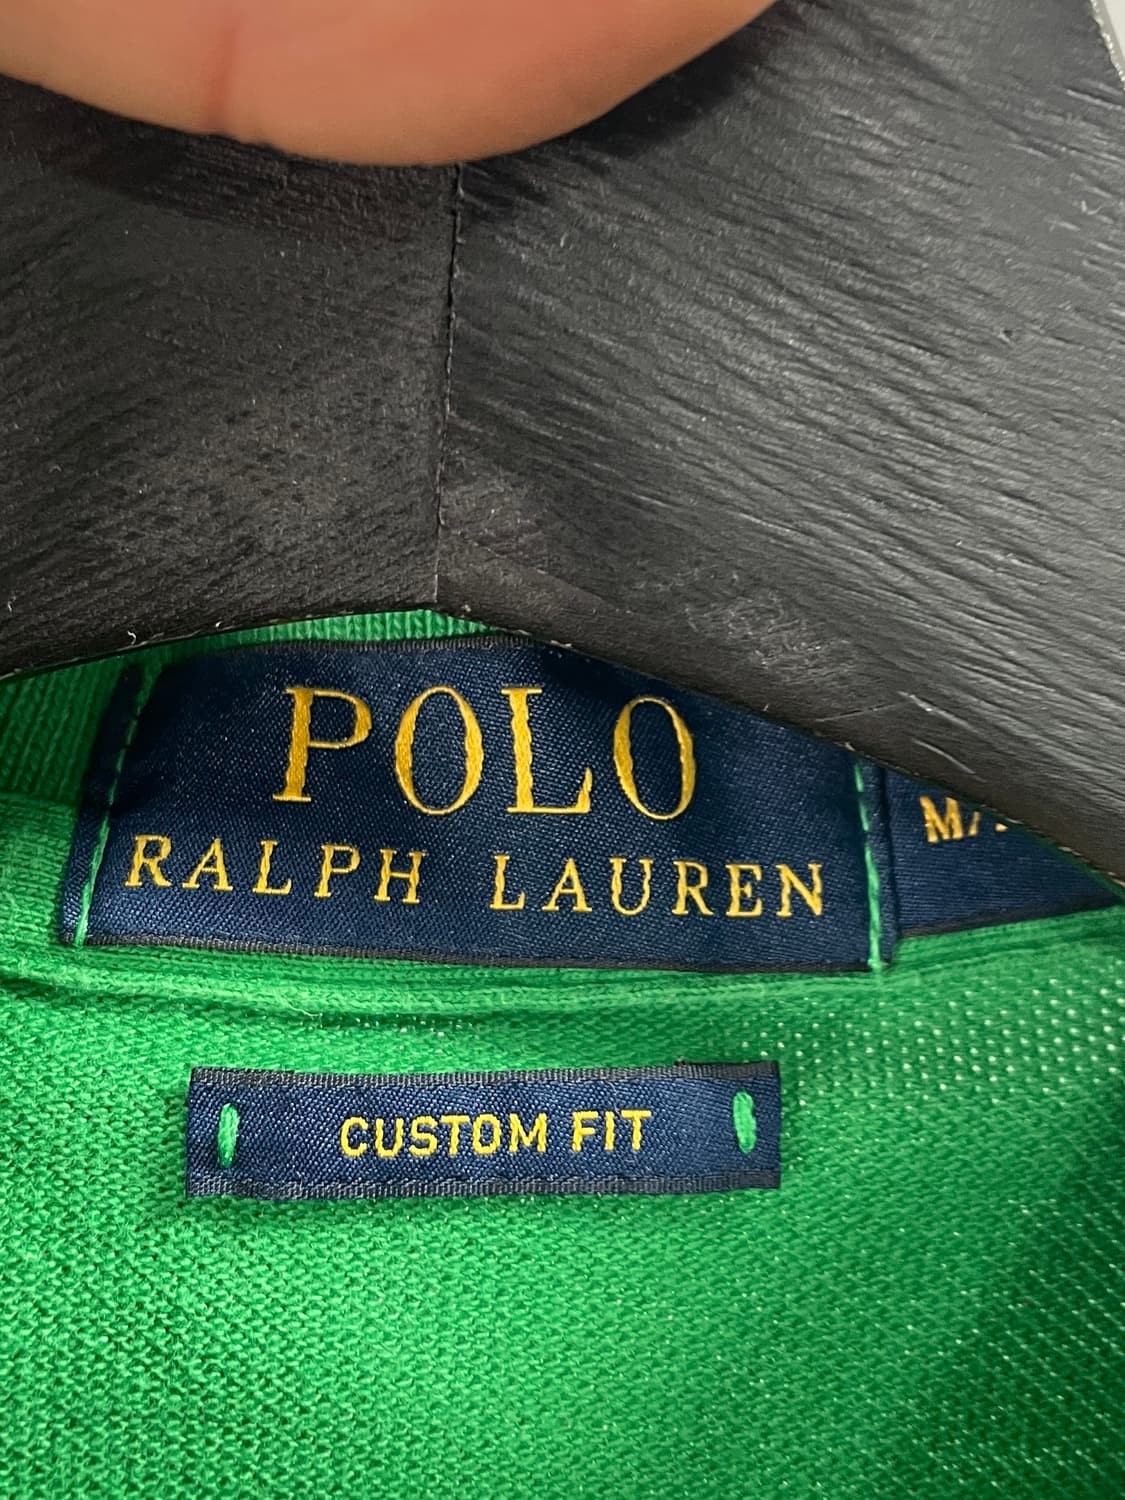 POLO
RALPH LAUREN
M/
CUSTOM FIT